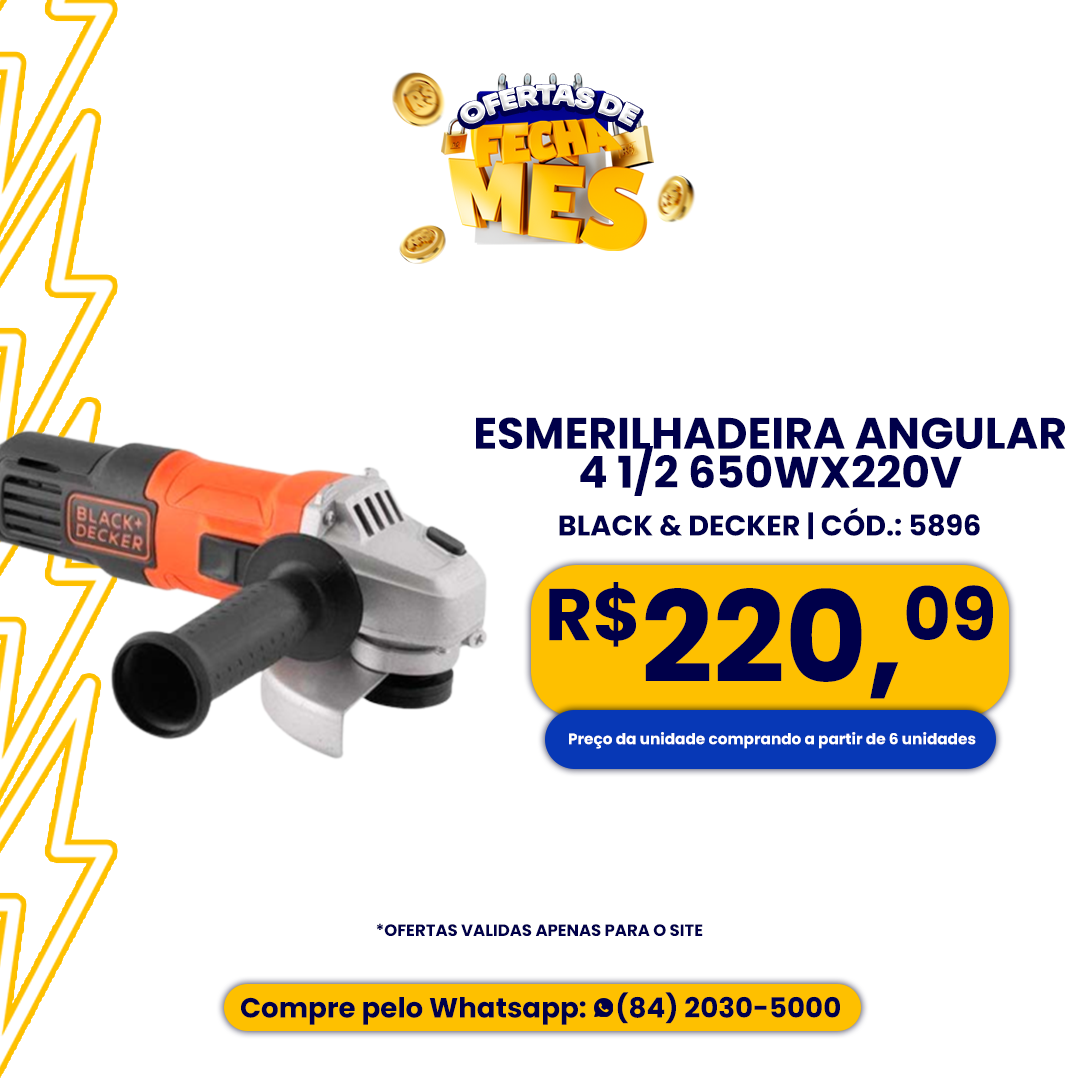 OFERTAS DE
FECHA
MES
BLACK+
DECKER
ESMERILHADEIRA ANGULAR
4 1/2 650WX220V
BLACK & DECKER | CÓD.: 5896
R$220,09
Preço da unidade comprando a partir de 6 unidades
*OFERTAS VALIDAS APENAS PARA O SITE
Compre pelo Whatsapp: (84) 2030-5000